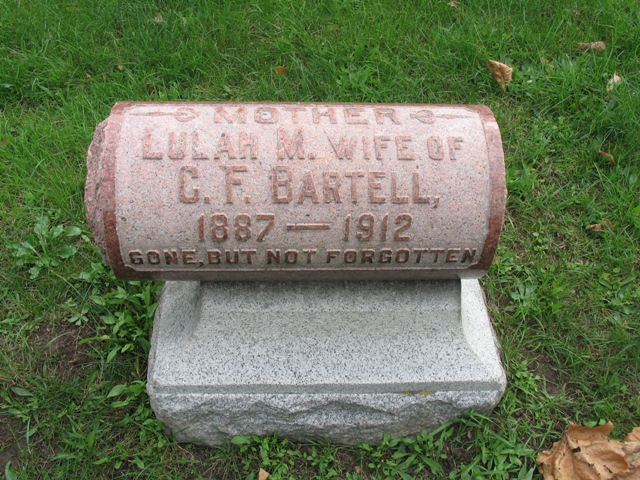 MOTHER
LULAH M. WIFE OF
C. F. BARTELL,
1887 — 1912
GONE, BUT NOT FORGOTTEN.